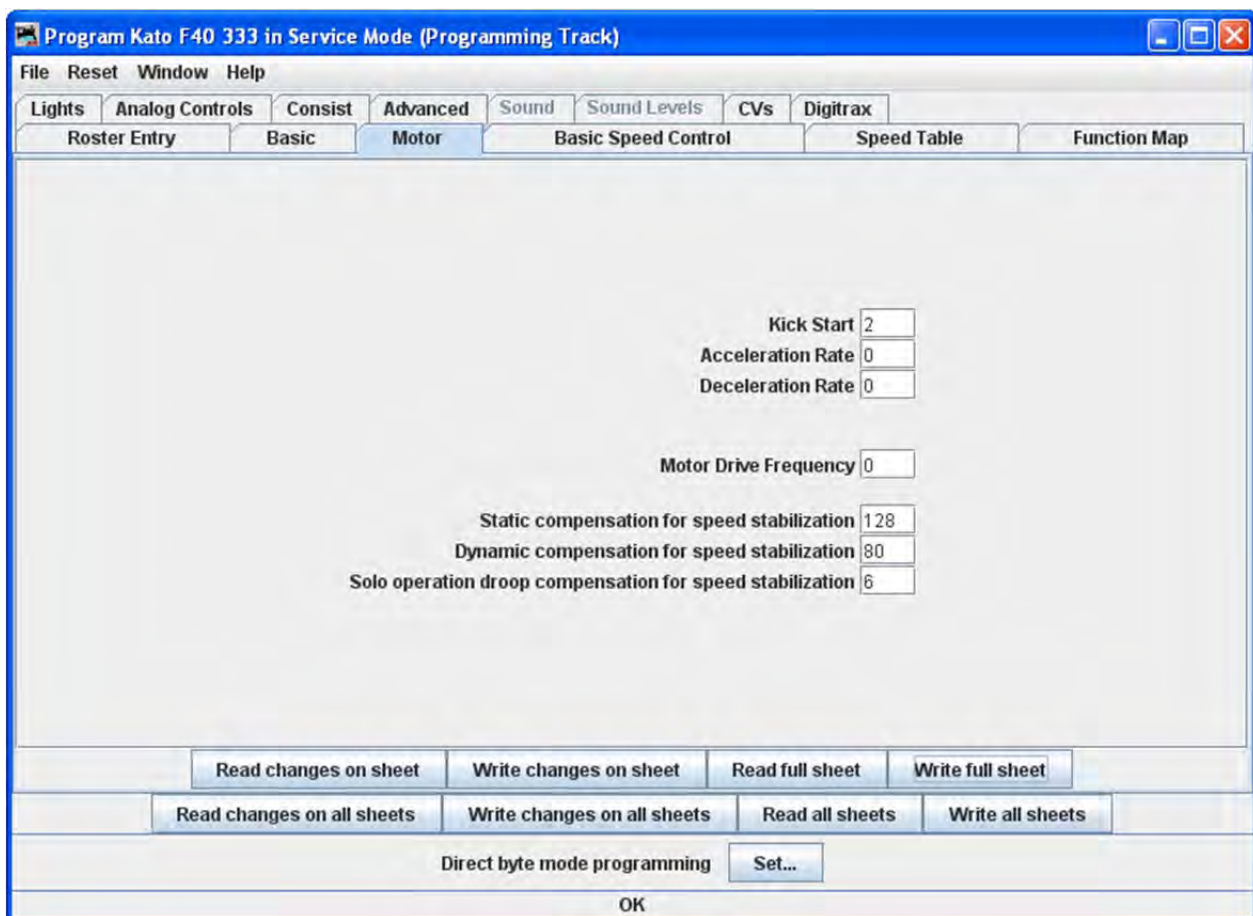 Program Kato F40 333 in Service Mode (Programming Track)
File Reset Window Help
Lights Analog Controls Consist Advanced Sound Sound Levels CVs Digitrax
Roster Entry Basic Motor Basic Speed Control Speed Table Function Map
Kick Start 2
Acceleration Rate 0
Deceleration Rate 0
Motor Drive Frequency 0
Static compensation for speed stabilization 128
Dynamic compensation for speed stabilization 80
Solo operation droop compensation for speed stabilization 6
Read changes on sheet Write changes on sheet Read full sheet Write full sheet
Read changes on all sheets Write changes on all sheets Read all sheets Write all sheets
Direct byte mode programming Set...
OK